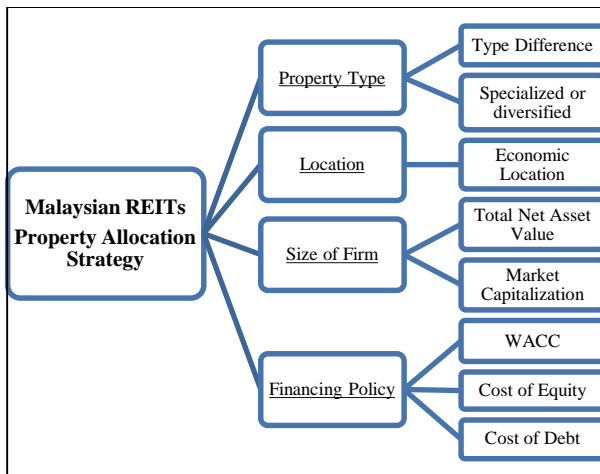 Malaysian REITs
Property Allocation
Strategy
Property Type
Type Difference
Specialized or
diversified
Location
Economic
Location
Size of Firm
Total Net Asset
Value
Market
Capitalization
Financing Policy
WACC
Cost of Equity
Cost of Debt